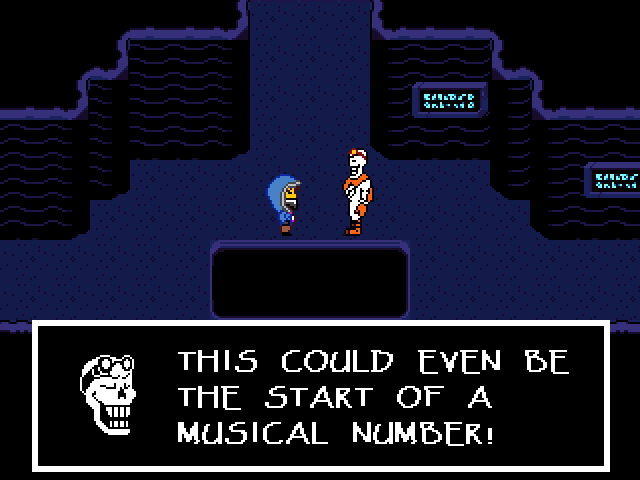 THIS COULD EVEN BE
THE START OF A
MUSICAL NUMBER!